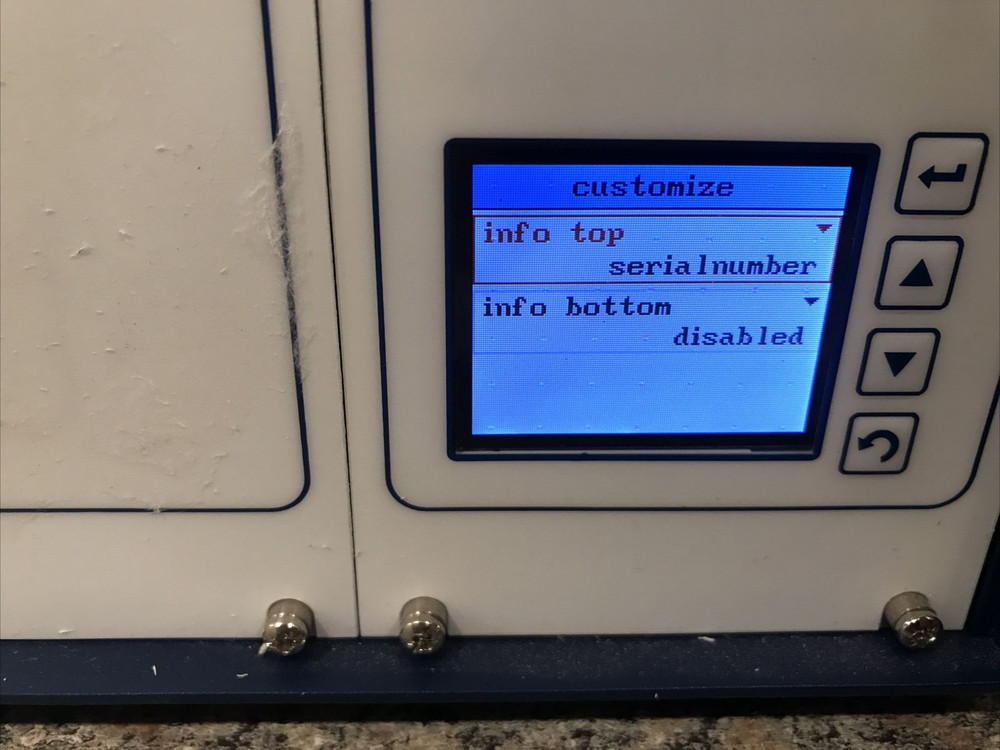 customize
info top
serialnumber
info bottom
disabled